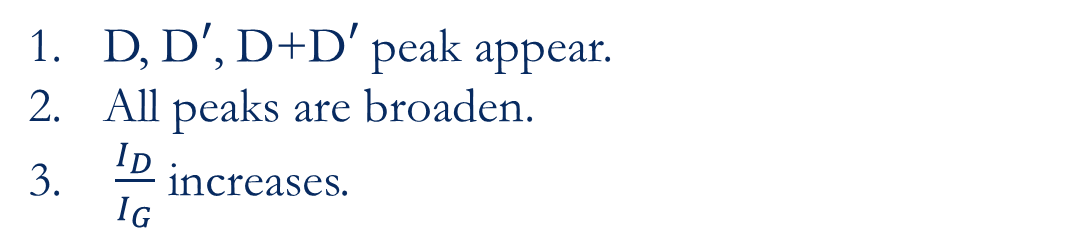 1. D, D′, D+D′ peak appear.
2. All peaks are broaden.
3. I_D/I_G increases.